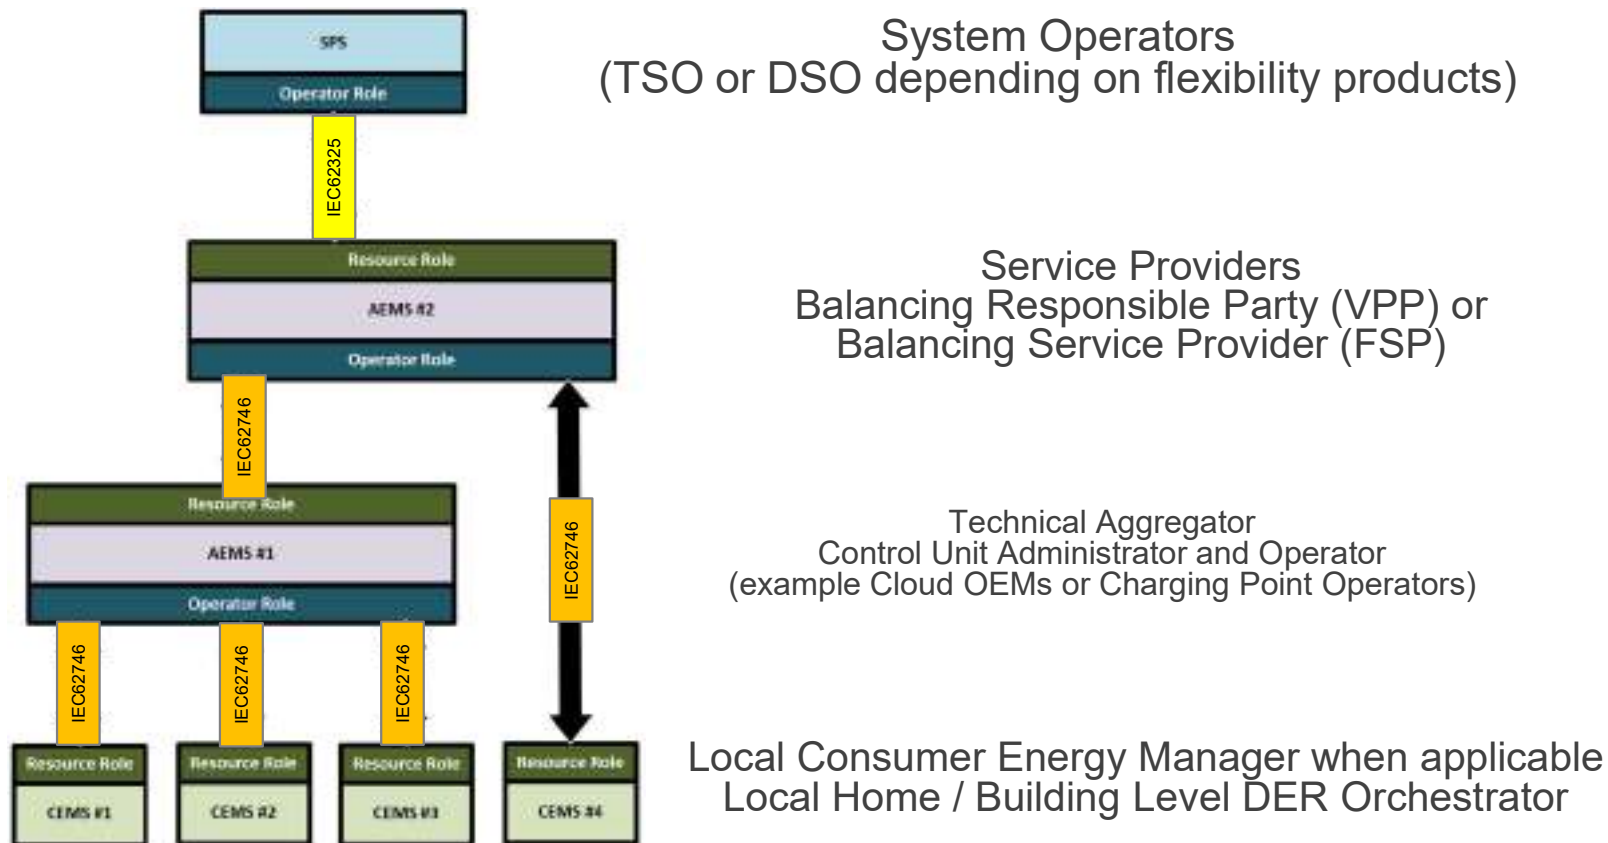 SPS
Operator Role
System Operators
(TSO or DSO depending on flexibility products)
IEC62325
Resource Role
AEMS #2
Operator Role
Service Providers
Balancing Responsible Party (VPP) or
Balancing Service Provider (FSP)
IEC62746
Resource Role
AEMS #1
Operator Role
IEC62746
Technical Aggregator
Control Unit Administrator and Operator
(example Cloud OEMs or Charging Point Operators)
IEC62746
IEC62746
IEC62746
Resource Role
CEMS #1
Resource Role
CEMS #2
Resource Role
CEMS #3
Resource Role
CEMS #4
Local Consumer Energy Manager when applicable
Local Home / Building Level DER Orchestrator